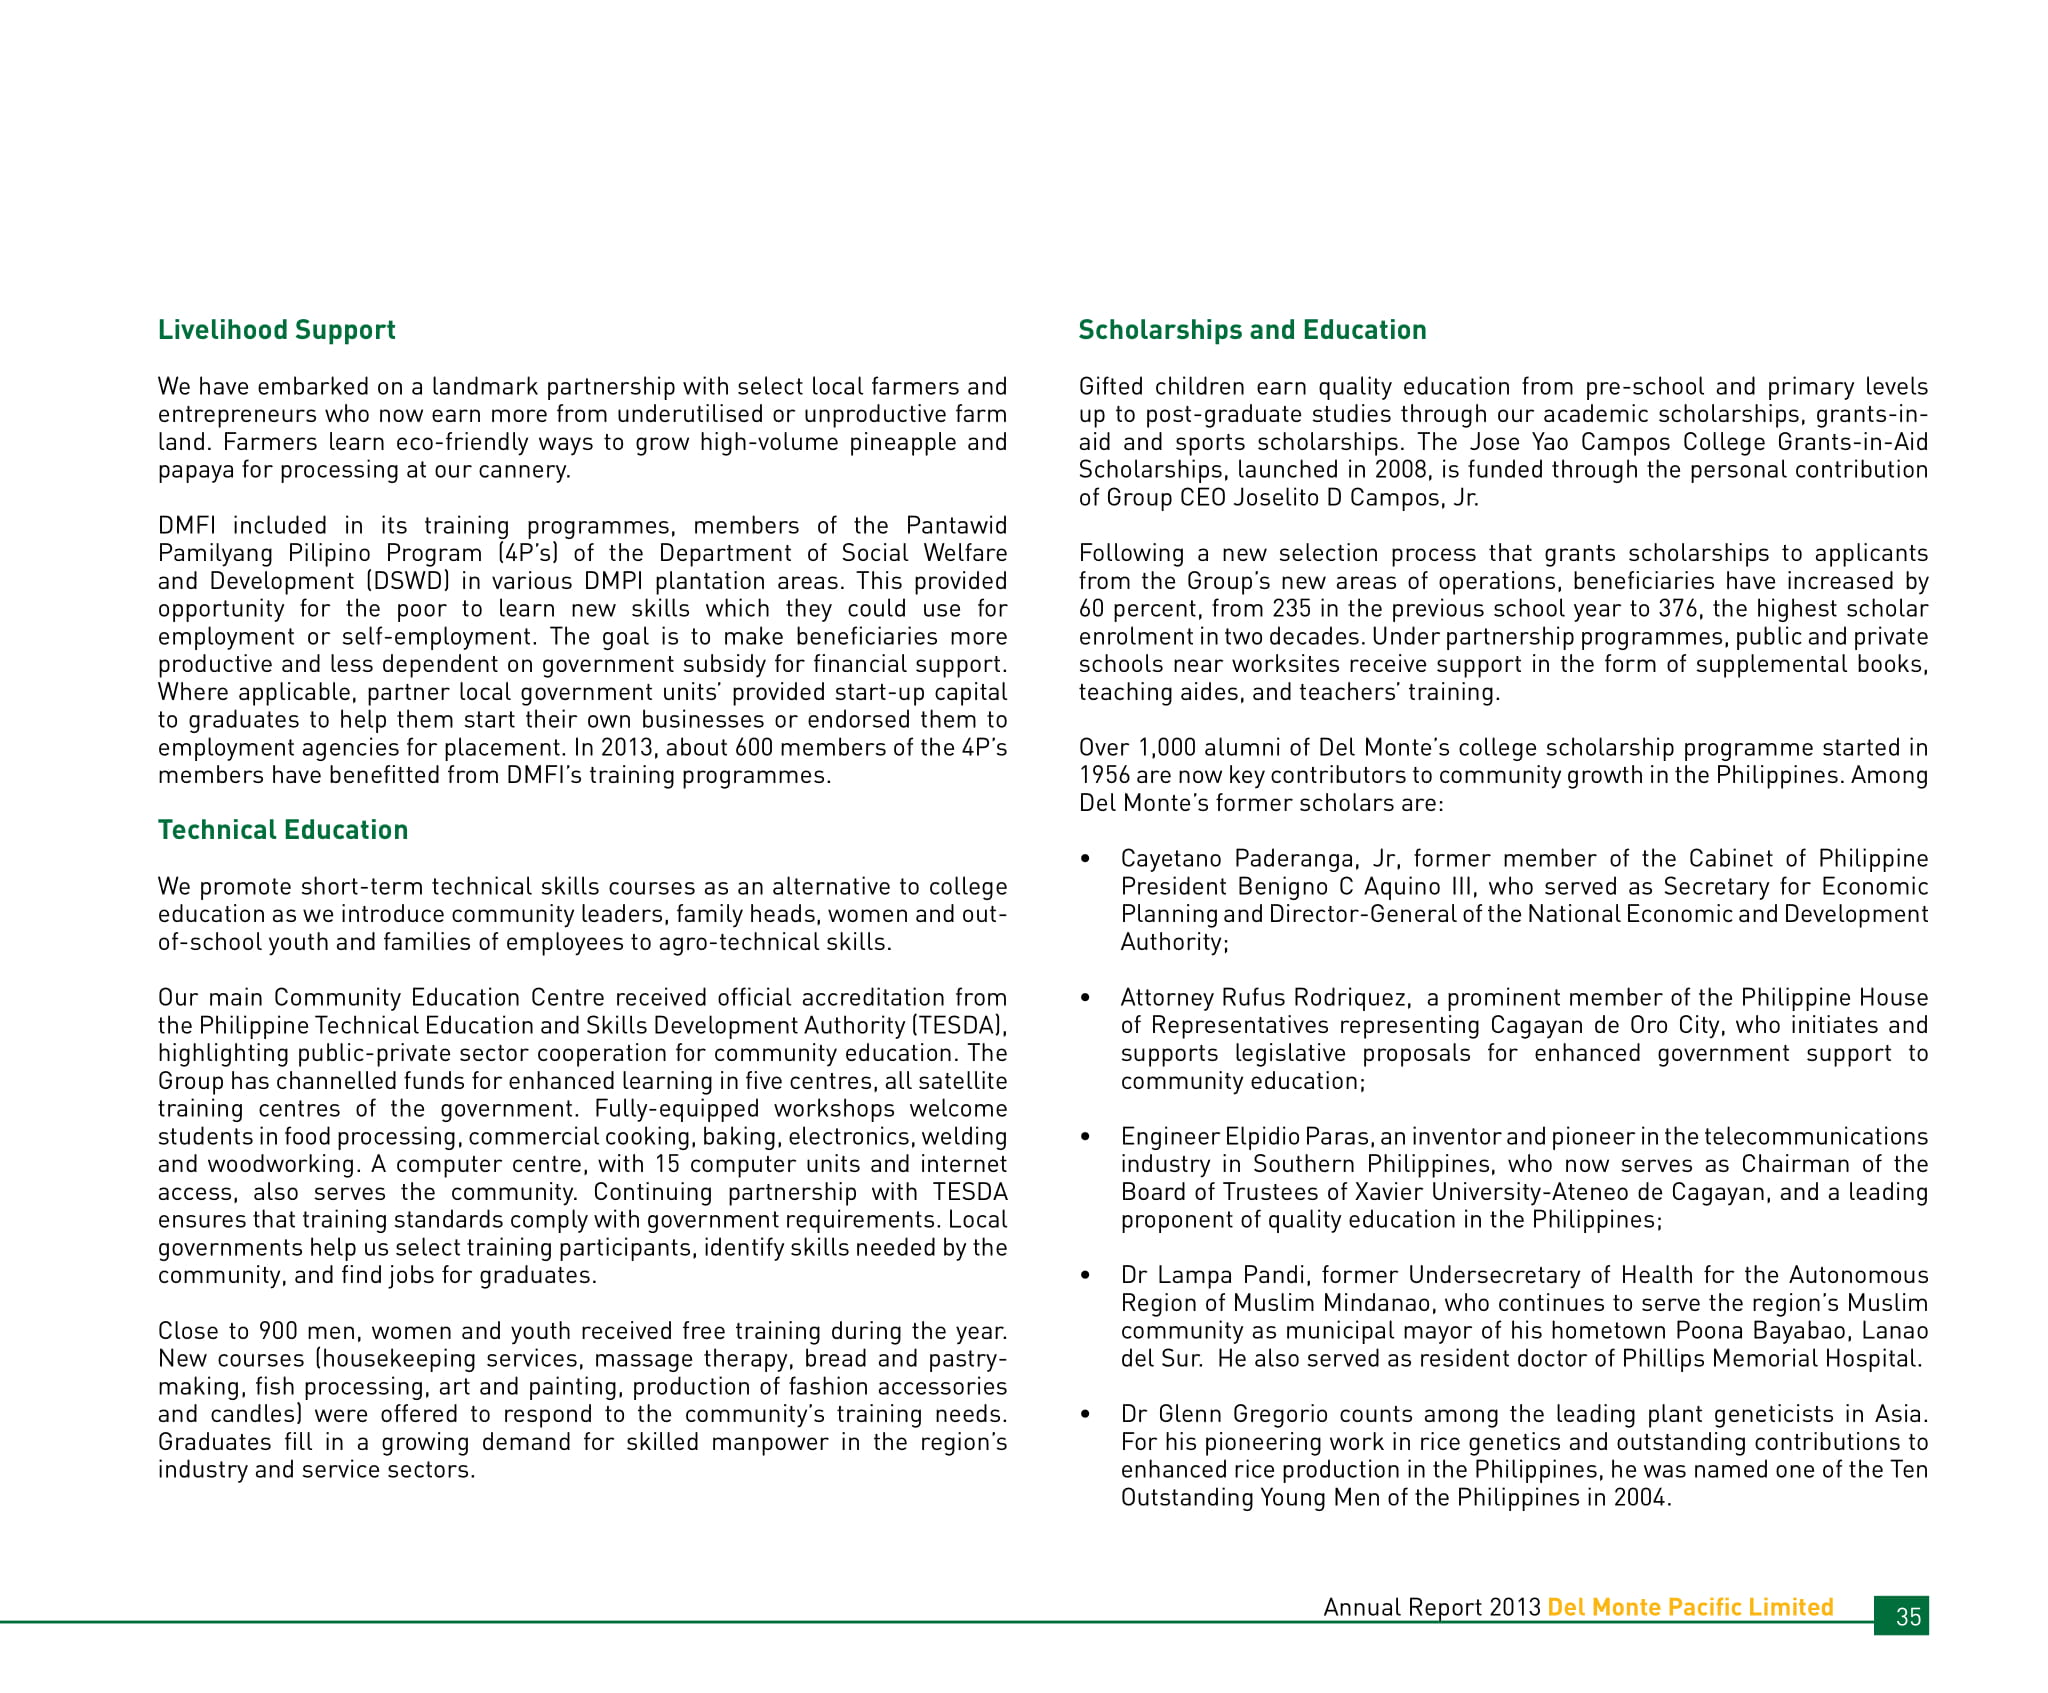 Livelihood Support
We have embarked on a landmark partnership with select local farmers and
entrepreneurs who now earn more from underutilised or unproductive farm
land. Farmers learn eco-friendly ways to grow high-volume pineapple and
papaya for processing at our cannery.
DMFI included in its training programmes, members of the Pantawid
Pamilyang Pilipino Program (4P's) of the Department of Social Welfare
and Development (DSWD) in various DMPI plantation areas. This provided
opportunity for the poor to learn new skills which they could use for
employment or self-employment. The goal is to make beneficiaries more
productive and less dependent on government subsidy for financial support.
Where applicable, partner local government units' provided start-up capital
to graduates to help them start their own businesses or endorsed them to
employment agencies for placement. In 2013, about 600 members of the 4P's
members have benefitted from DMFI's training programmes.
Technical Education
We promote short-term technical skills courses as an alternative to college
education as we introduce community leaders, family heads, women and out-
of-school youth and families of employees to agro-technical skills.
Our main Community Education Centre received official accreditation from
the Philippine Technical Education and Skills Development Authority (TESDA),
highlighting public-private sector cooperation for community education. The
Group has channelled funds for enhanced learning in five centres, all satellite
training centres of the government. Fully-equipped workshops welcome
students in food processing, commercial cooking, baking, electronics, welding
and woodworking. A computer centre, with 15 computer units and internet
access, also serves the community. Continuing partnership with TESDA
ensures that training standards comply with government requirements. Local
governments help us select training participants, identify skills needed by the
community, and find jobs for graduates.
Close to 900 men, women and youth received free training during the year.
New courses (housekeeping services, massage therapy, bread and pastry-
making, fish processing, art and painting, production of fashion accessories
and candles) were offered to respond to the community's training needs.
Graduates fill in a growing demand for skilled manpower in the region's
industry and service sectors.
Scholarships and Education
Gifted children earn quality education from pre-school and primary levels
up to post-graduate studies through our academic scholarships, grants-in-
aid and sports scholarships. The Jose Yao Campos College Grants-in-Aid
Scholarships, launched in 2008, is funded through the personal contribution
of Group CEO Joselito D Campos, Jr.
Following a new selection process that grants scholarships to applicants
from the Group's new areas of operations, beneficiaries have increased by
60 percent, from 235 in the previous school year to 376, the highest scholar
enrolment in two decades. Under partnership programmes, public and private
schools near worksites receive support in the form of supplemental books,
teaching aides, and teachers' training.
Over 1,000 alumni of Del Monte's college scholarship programme started in
1956 are now key contributors to community growth in the Philippines. Among
Del Monte's former scholars are:
• Cayetano Paderanga, Jr, former member of the Cabinet of Philippine
President Benigno C Aquino III, who served as Secretary for Economic
Planning and Director-General of the National Economic and Development
Authority;
• Attorney Rufus Rodriquez, a prominent member of the Philippine House
of Representatives representing Cagayan de Oro City, who initiates and
supports legislative proposals for enhanced government support to
community education;
• Engineer Elpidio Paras, an inventor and pioneer in the telecommunications
industry in Southern Philippines, who now serves as Chairman of the
Board of Trustees of Xavier University-Ateneo de Cagayan, and a leading
proponent of quality education in the Philippines;
• Dr Lampa Pandi, former Undersecretary of Health for the Autonomous
Region of Muslim Mindanao, who continues to serve the region's Muslim
community as municipal mayor of his hometown Poona Bayabao, Lanao
del Sur. He also served as resident doctor of Phillips Memorial Hospital.
• Dr Glenn Gregorio counts among the leading plant geneticists in Asia.
For his pioneering work in rice genetics and outstanding contributions to
enhanced rice production in the Philippines, he was named one of the Ten
Outstanding Young Men of the Philippines in 2004.
Annual Report 2013 Del Monte Pacific Limited 35